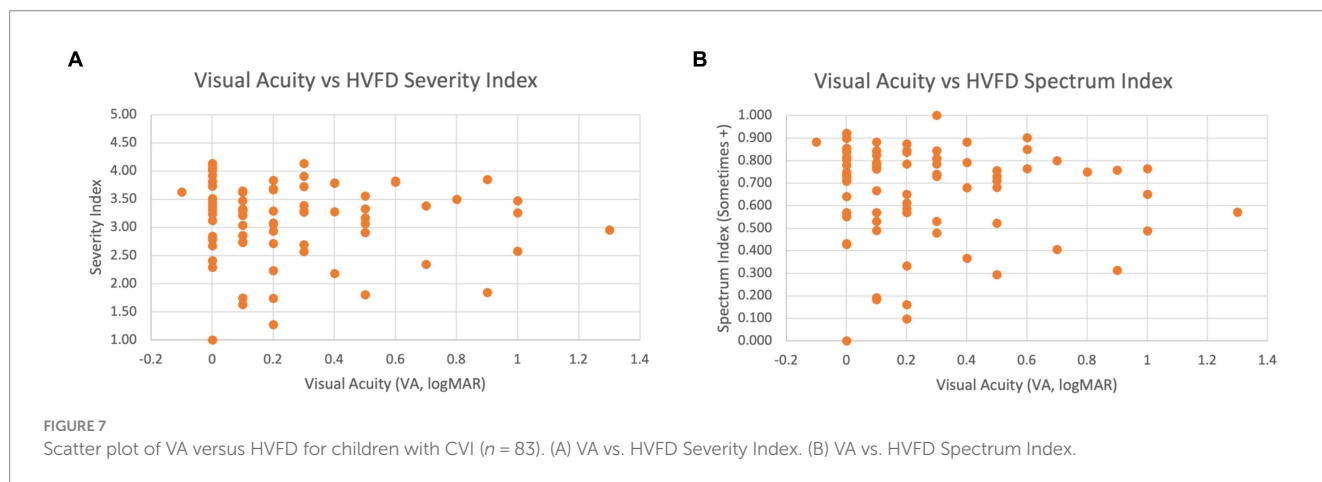 A
Visual Acuity vs HVFD Severity Index
5.00
4.50
4.00
3.50
3.00
2.50
2.00
1.50
1.00
Severity Index
-0.2 0 0.2 0.4 0.6 0.8 1 1.2 1.4
Visual Acuity (VA, logMAR)
B
Visual Acuity vs HVFD Spectrum Index
1.000
0.900
0.800
0.700
0.600
0.500
0.400
0.300
0.200
0.100
0.000
Spectrum Index (Sometimes +)
-0.2 0 0.2 0.4 0.6 0.8 1 1.2 1.4
Visual Acuity (VA, logMAR)
FIGURE 7
Scatter plot of VA versus HVFD for children with CVI (n = 83). (A) VA vs. HVFD Severity Index. (B) VA vs. HVFD Spectrum Index.